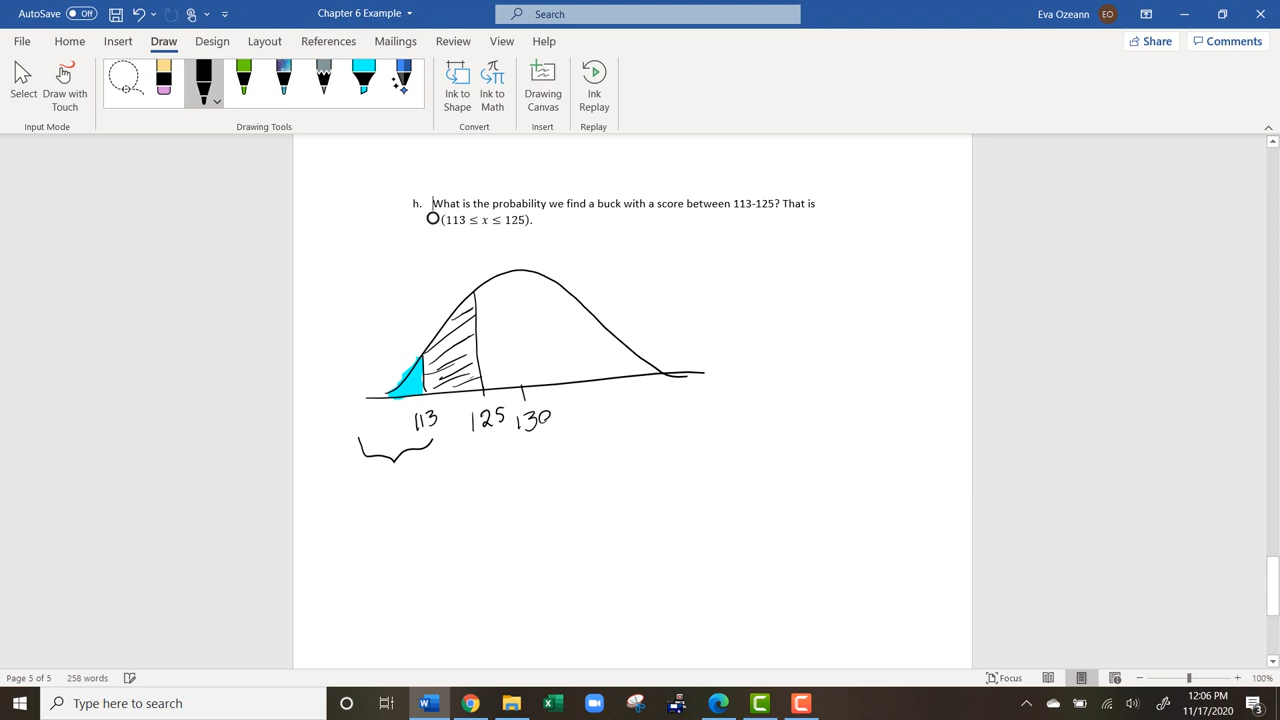 AutoSave Off Chapter 6 Example Search Eva Ozeann EO
File Home Insert Draw Design Layout References Mailings Review View Help Share Comments
Select Draw with Touch Ink to Shape Ink to Math Drawing Canvas Ink Replay
Input Mode Drawing Tools Convert Insert Replay
h. What is the probability we find a buck with a score between 113-125? That is
(113 ≤ x ≤ 125).
113 125 130
Page 5 of 5 258 words Focus 100%
Type here to search 12:06 PM
11/17/2020 3